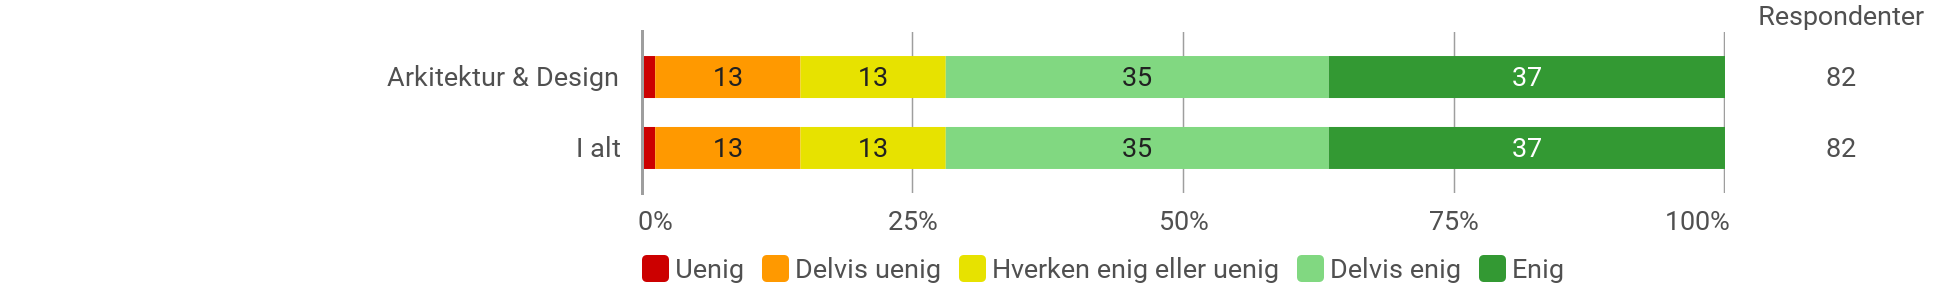 Respondenter
Arkitektur & Design 13 13 35 37 82
I alt 13 13 35 37 82
0% 25% 50% 75% 100%
Uenig Delvis uenig Hverken enig eller uenig Delvis enig Enig